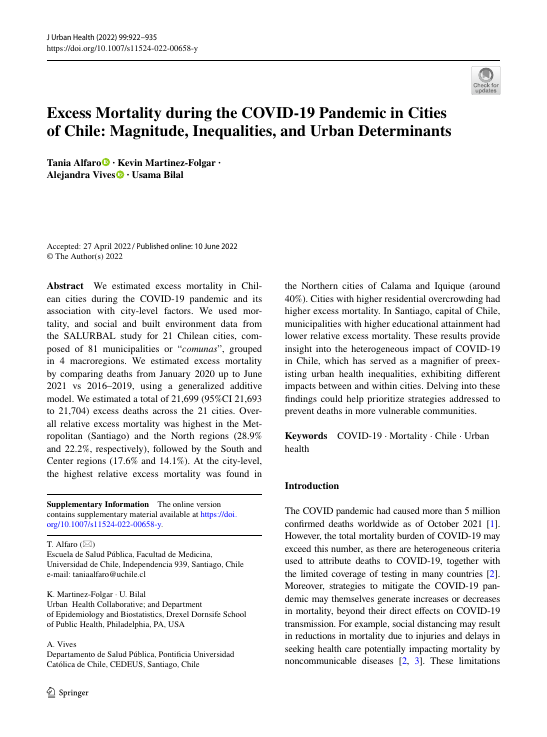 J Urban Health (2022) 99:922–935
https://doi.org/10.1007/s11524-022-00658-y
Check for
updates
Excess Mortality during the COVID-19 Pandemic in Cities
of Chile: Magnitude, Inequalities, and Urban Determinants
Tania Alfaro · Kevin Martinez-Folgar ·
Alejandra Vives · Usama Bilal
Accepted: 27 April 2022 / Published online: 10 June 2022
© The Author(s) 2022
Abstract We estimated excess mortality in Chil-
ean cities during the COVID-19 pandemic and its
association with city-level factors. We used mor-
tality, and social and built environment data from
the SALURBAL study for 21 Chilean cities, com-
posed of 81 municipalities or “comunas”, grouped
in 4 macroregions. We estimated excess mortality
by comparing deaths from January 2020 up to June
2021 vs 2016–2019, using a generalized additive
model. We estimated a total of 21,699 (95%CI 21,693
to 21,704) excess deaths across the 21 cities. Over-
all relative excess mortality was highest in the Met-
ropolitan (Santiago) and the North regions (28.9%
and 22.2%, respectively), followed by the South and
Center regions (17.6% and 14.1%). At the city-level,
the highest relative excess mortality was found in
the Northern cities of Calama and Iquique (around
40%). Cities with higher residential overcrowding had
higher excess mortality. In Santiago, capital of Chile,
municipalities with higher educational attainment had
lower relative excess mortality. These results provide
insight into the heterogeneous impact of COVID-19
in Chile, which has served as a magnifier of preex-
isting urban health inequalities, exhibiting different
impacts between and within cities. Delving into these
findings could help prioritize strategies addressed to
prevent deaths in more vulnerable communities.
Keywords COVID-19 · Mortality · Chile · Urban
health
Introduction
The COVID pandemic had caused more than 5 million
confirmed deaths worldwide as of October 2021 [1].
However, the total mortality burden of COVID-19 may
exceed this number, as there are heterogeneous criteria
used to attribute deaths to COVID-19, together with
the limited coverage of testing in many countries [2].
Moreover, strategies to mitigate the COVID-19 pan-
demic may themselves generate increases or decreases
in mortality, beyond their direct effects on COVID-19
transmission. For example, social distancing may result
in reductions in mortality due to injuries and delays in
seeking health care potentially impacting mortality by
noncommunicable diseases [2, 3]. These limitations
Supplementary Information The online version
contains supplementary material available at https://doi.
org/10.1007/s11524-022-00658-y.
T. Alfaro
Escuela de Salud Pública, Facultad de Medicina,
Universidad de Chile, Independencia 939, Santiago, Chile
e-mail: taniaalfaro@uchile.cl
K. Martinez-Folgar · U. Bilal
Urban Health Collaborative; and Department
of Epidemiology and Biostatistics, Drexel Dornsife School
of Public Health, Philadelphia, PA, USA
A. Vives
Departamento de Salud Pública, Pontificia Universidad
Católica de Chile, CEDEUS, Santiago, Chile
Springer